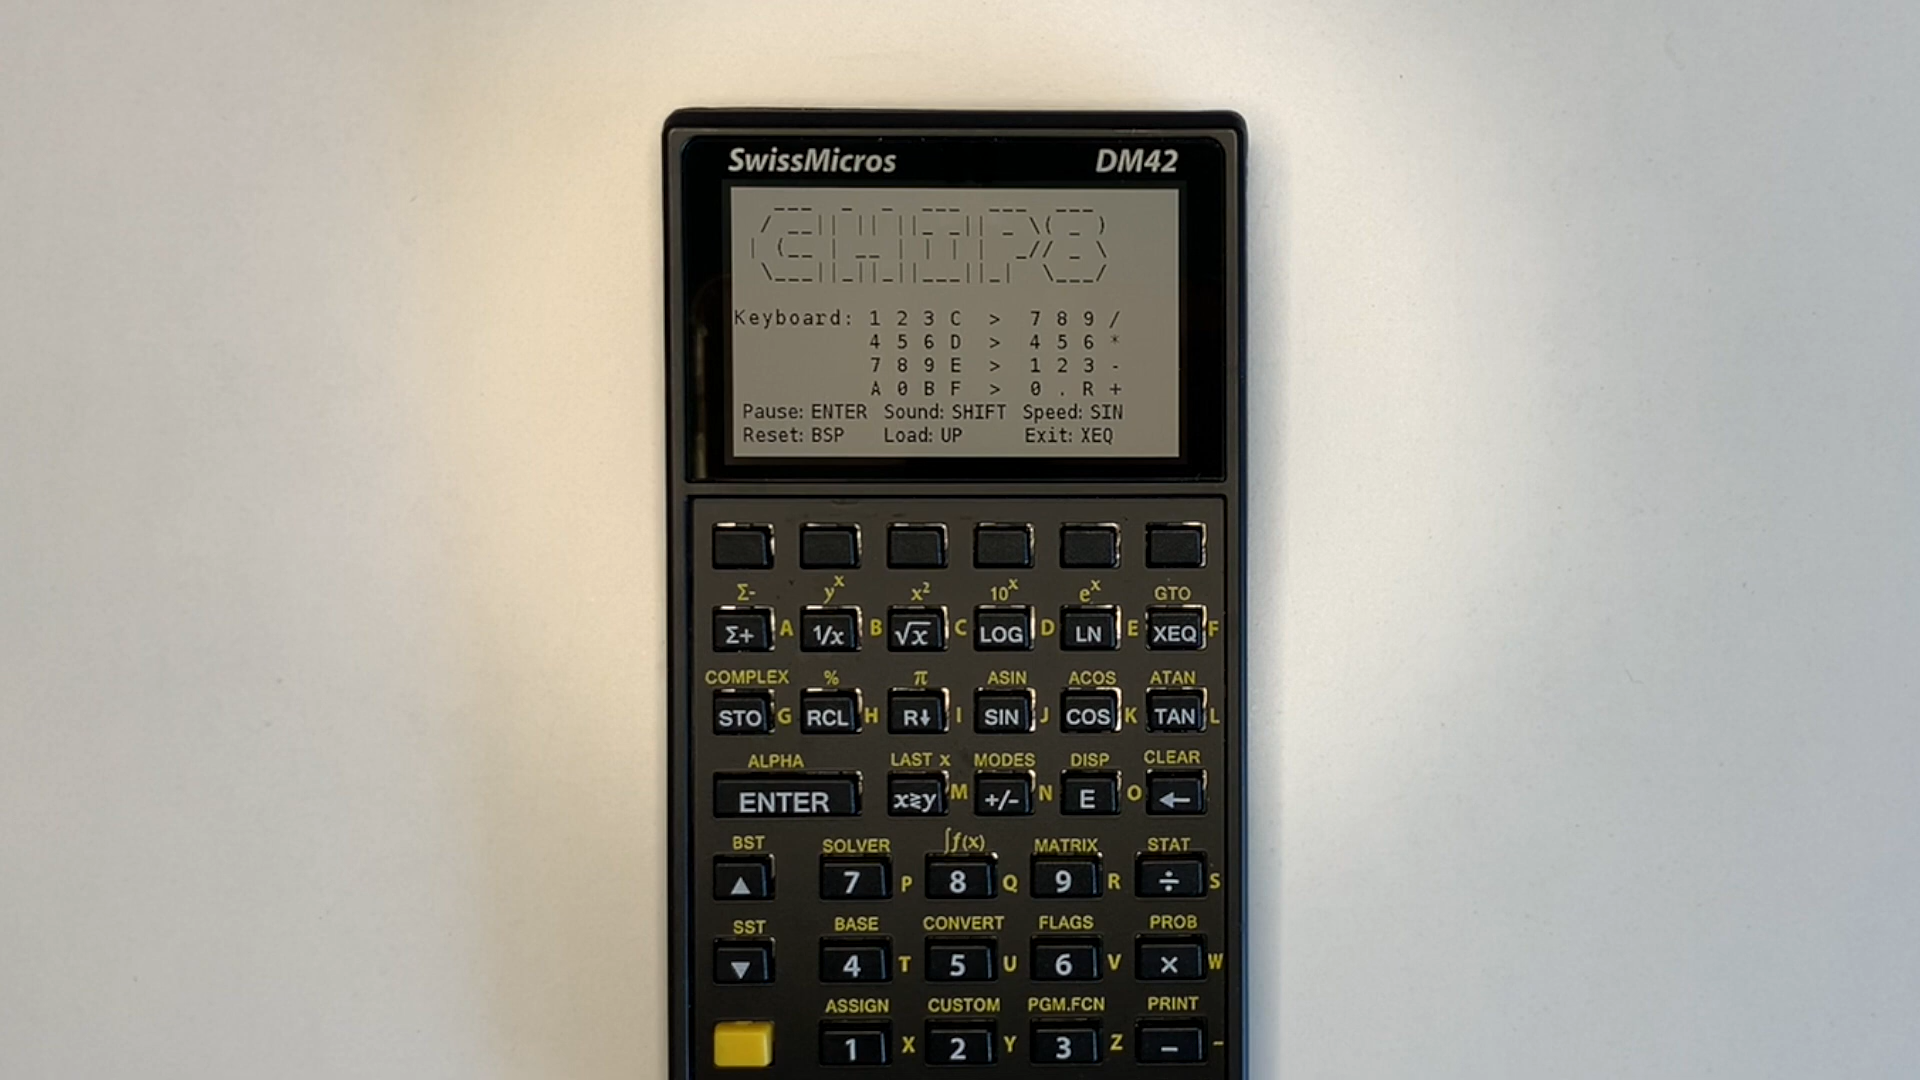 SwissMicros DM42
CHIP8
Keyboard: 1 2 3 C > 7 8 9 /
4 5 6 D > 4 5 6 *
7 8 9 E > 1 2 3 -
A 0 B F > 0 . R +
Pause: ENTER Sound: SHIFT Speed: SIN
Reset: BSP Load: UP Exit: XEQ
Σ- yˣ x² 10ˣ eˣ GTO
Σ+ A 1/x B √x C LOG D LN E XEQ F
COMPLEX % π ASIN ACOS ATAN
STO G RCL H R↓ I SIN J COS K TAN L
ALPHA LAST x MODES DISP CLEAR
ENTER x≷y M +/- N E O ←
BST SOLVER ∫f(x) MATRIX STAT
▲ 7 P 8 Q 9 R ÷ S
SST BASE CONVERT FLAGS PROB
▼ 4 T 5 U 6 V × W
ASSIGN CUSTOM PGM.FCN PRINT
1 X 2 Y 3 Z − -